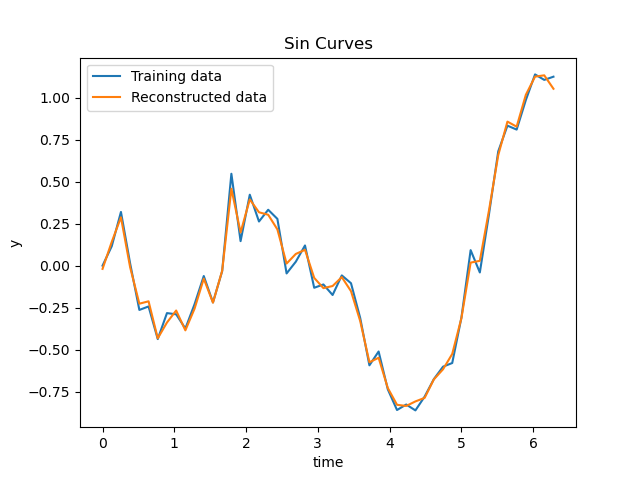 Sin Curves
Training data
Reconstructed data
1.00
0.75
0.50
0.25
0.00
−0.25
−0.50
−0.75
y
0 1 2 3 4 5 6
time